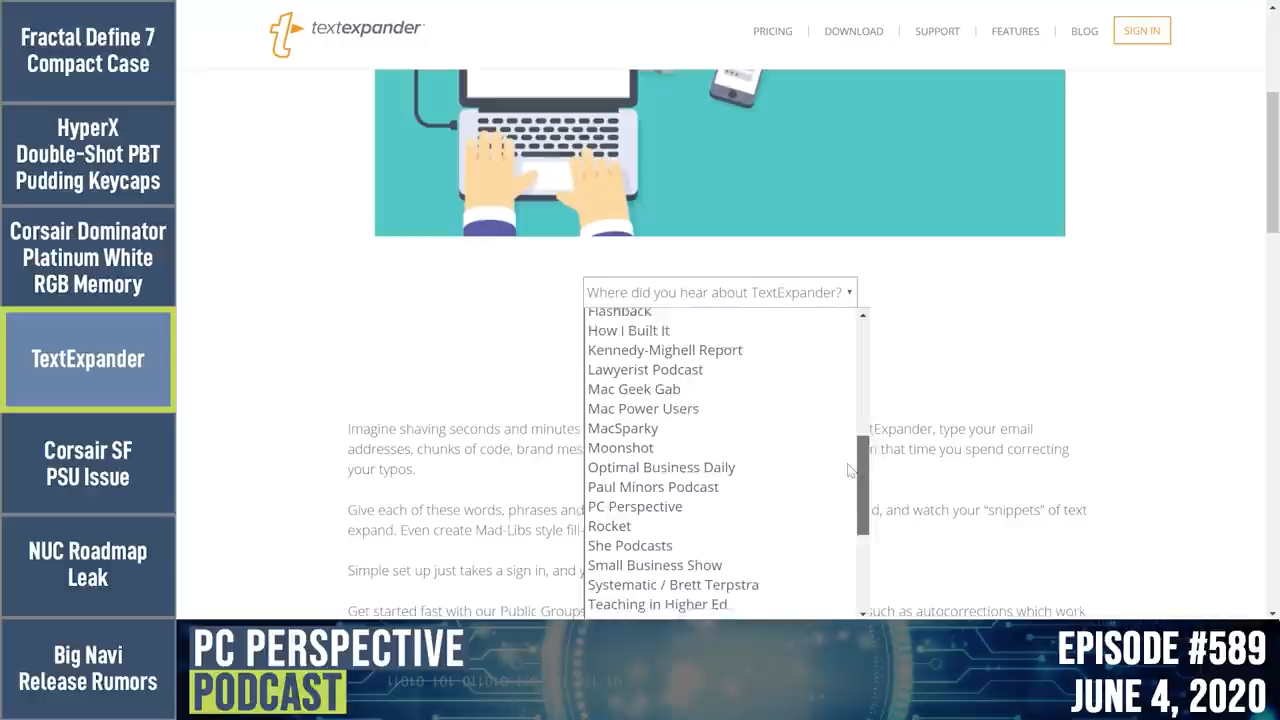 Fractal Define 7
Compact Case
HyperX
Double-Shot PBT
Pudding Keycaps
Corsair Dominator
Platinum White
RGB Memory
TextExpander
Corsair SF
PSU Issue
NUC Roadmap
Leak
Big Navi
Release Rumors
textexpander
PRICING
DOWNLOAD
SUPPORT
FEATURES
BLOG
SIGN IN
Where did you hear about TextExpander?
Flashback
How I Built It
Kennedy-Mighell Report
Lawyerist Podcast
Mac Geek Gab
Mac Power Users
MacSparky
Moonshot
Optimal Business Daily
Paul Minors Podcast
PC Perspective
Rocket
She Podcasts
Small Business Show
Systematic / Brett Terpstra
Teaching in Higher Ed
Imagine shaving seconds and minutes
addresses, chunks of code, brand
your typos.
type your email
that time you spend correcting
Give each of these words, phrases and
and watch your “snippets” of text
expand. Even create Mad-Libs style
Simple set up just takes a sign in, and
Get started fast with our Public Groups
such as autocorrections which work
PC PERSPECTIVE
PODCAST
EPISODE #589
JUNE 4, 2020